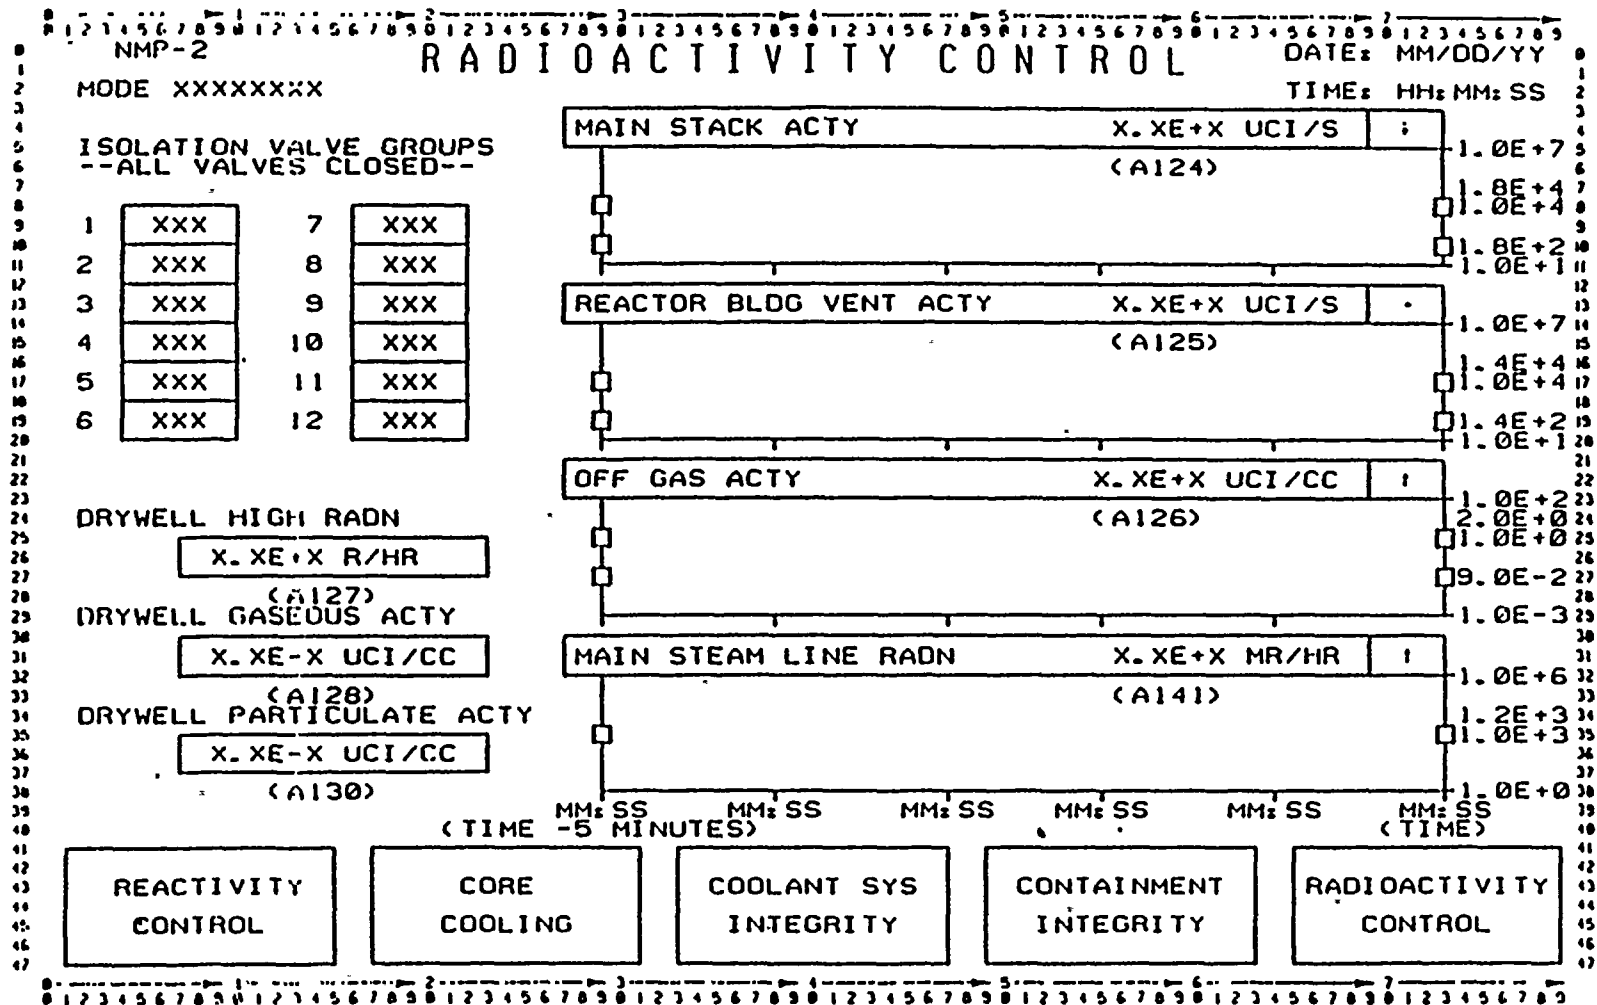 NMP-2
RADIOACTIVITY CONTROL
DATE: MM/DD/YY
MODE XXXXXXXX
TIME: HH:MM:SS
ISOLATION VALVE GROUPS
--ALL VALVES CLOSED--
1 XXX 7 XXX
2 XXX 8 XXX
3 XXX 9 XXX
4 XXX 10 XXX
5 XXX 11 XXX
6 XXX 12 XXX
DRYWELL HIGH RADN
X.XE+X R/HR
(A127)
DRYWELL GASEOUS ACTY
X.XE-X UCI/CC
(A128)
DRYWELL PARTICULATE ACTY
X.XE-X UCI/CC
(A130)
MAIN STACK ACTY X.XE+X UCI/S
(A124)
1.0E+7
1.8E+4
1.0E+4
1.8E+2
1.0E+1
REACTOR BLDG VENT ACTY X.XE+X UCI/S
(A125)
1.0E+7
1.4E+4
1.0E+4
1.4E+2
1.0E+1
OFF GAS ACTY X.XE+X UCI/CC
(A126)
1.0E+2
2.0E+0
1.0E+0
9.0E-2
1.0E-3
MAIN STEAM LINE RADN X.XE+X MR/HR
(A141)
1.0E+6
1.2E+3
1.0E+3
1.0E+0
MM:SS MM:SS MM:SS MM:SS MM:SS MM:SS
(TIME -5 MINUTES) (TIME)
REACTIVITY
CONTROL
CORE
COOLING
COOLANT SYS
INTEGRITY
CONTAINMENT
INTEGRITY
RADIOACTIVITY
CONTROL